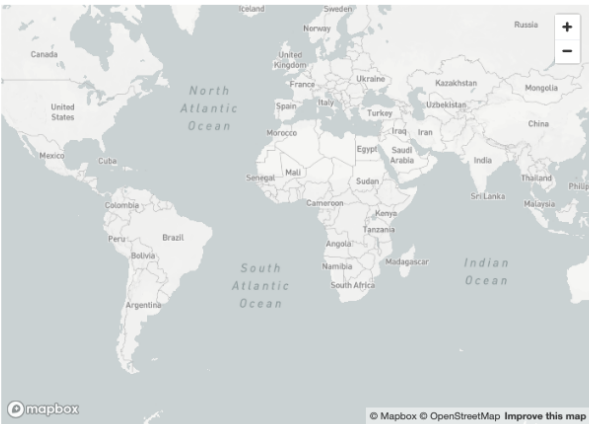 Iceland
Sweden
Norway
Russia
+
−
Canada
United
Kingdom
France
Ukraine
Kazakhstan
Mongolia
North
Atlantic
Ocean
United
States
Spain
Italy
Turkey
Uzbekistan
China
Morocco
Iraq
Iran
Mexico
Cuba
Egypt
Saudi
Arabia
India
Senegal
Mali
Sudan
Thailand
Philip
Colombia
Cameroon
Sri Lanka
Malaysia
Kenya
Peru
Brazil
Tanzania
Bolivia
Angola
South
Atlantic
Ocean
Namibia
Madagascar
Indian
Ocean
South Africa
Argentina
mapbox
© Mapbox © OpenStreetMap Improve this map